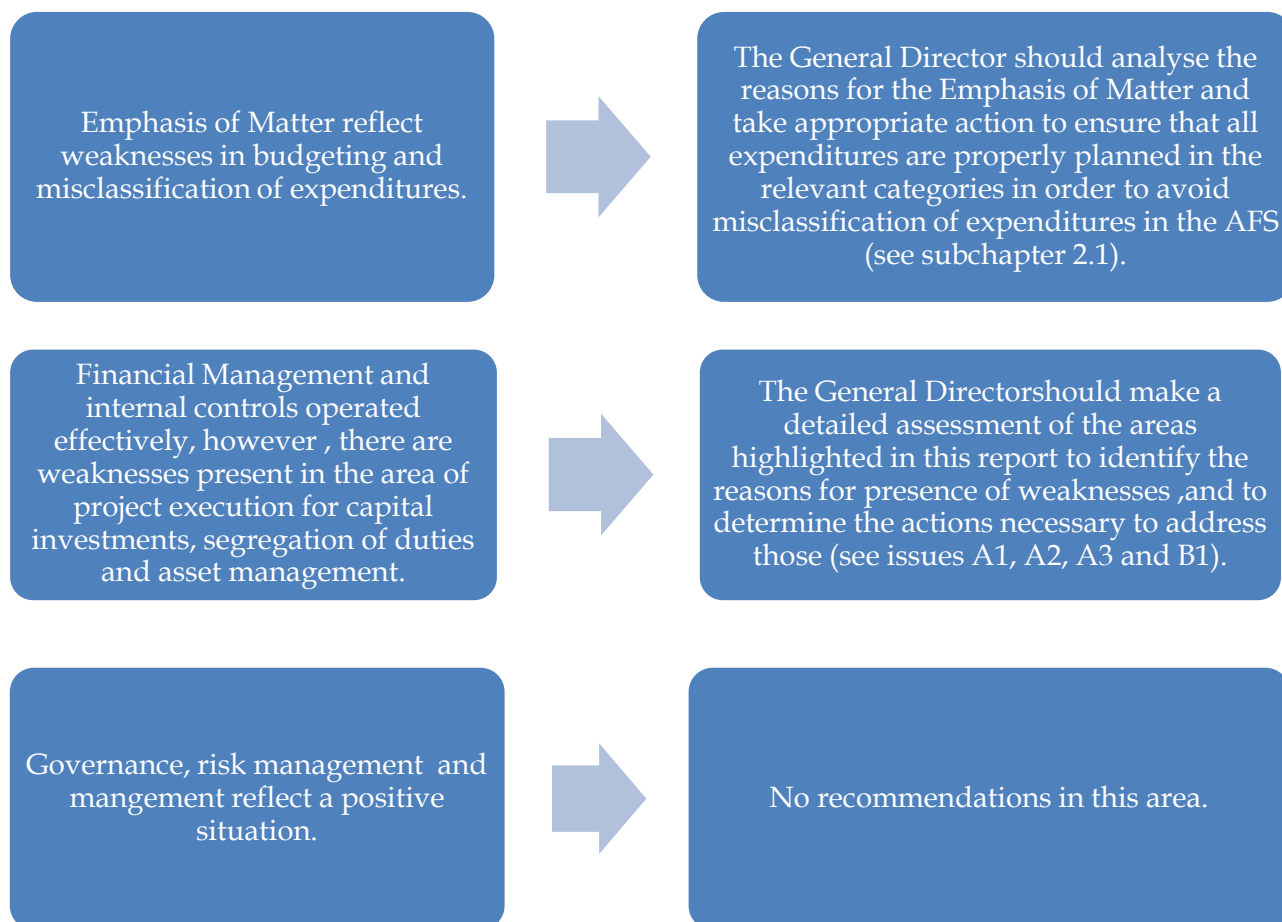 Emphasis of Matter reflect
weaknesses in budgeting and
misclassification of expenditures.
The General Director should analyse the
reasons for the Emphasis of Matter and
take appropriate action to ensure that all
expenditures are properly planned in the
relevant categories in order to avoid
misclassification of expenditures in the AFS
(see subchapter 2.1).
Financial Management and
internal controls operated
effectively, however , there are
weaknesses present in the area of
project execution for capital
investments, segregation of duties
and asset management.
The General Directorshould make a
detailed assessment of the areas
highlighted in this report to identify the
reasons for presence of weaknesses ,and to
determine the actions necessary to address
those (see issues A1, A2, A3 and B1).
Governance, risk management  and
mangement reflect a positive
situation.
No recommendations in this area.